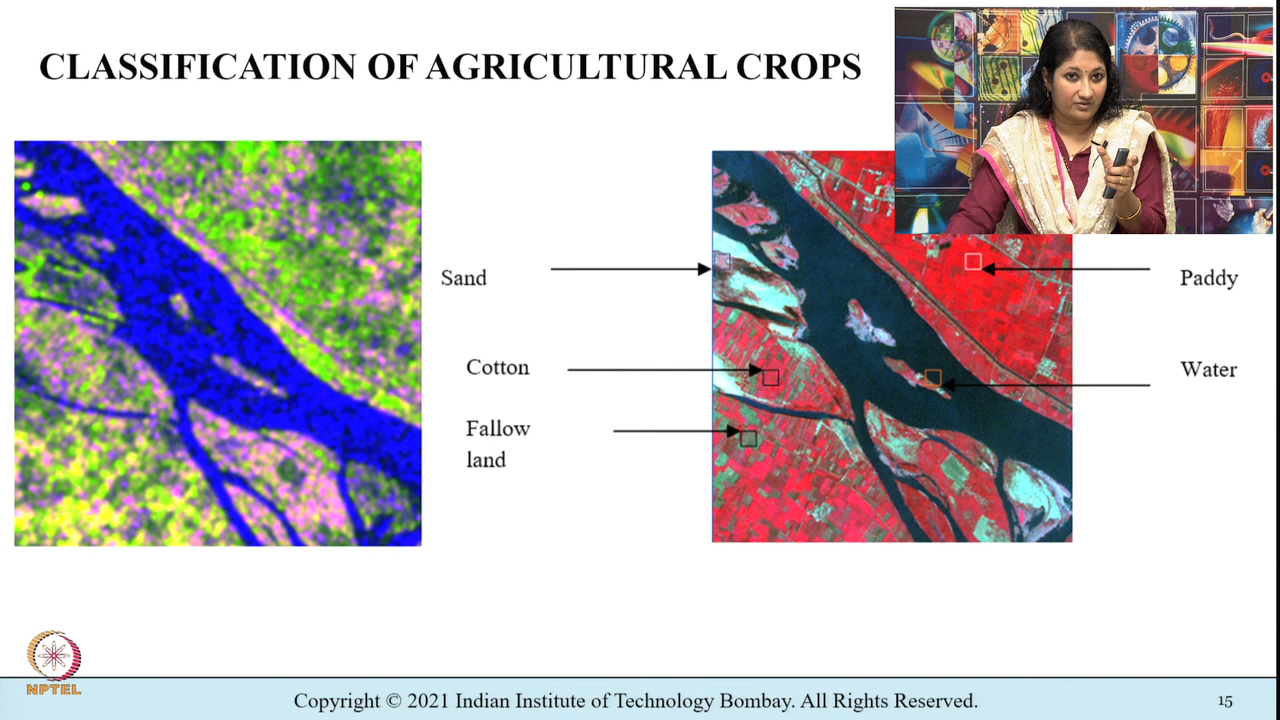 CLASSIFICATION OF AGRICULTURAL CROPS
Sand
Paddy
Cotton
Water
Fallow
land
NPTEL
Copyright © 2021 Indian Institute of Technology Bombay. All Rights Reserved.
15